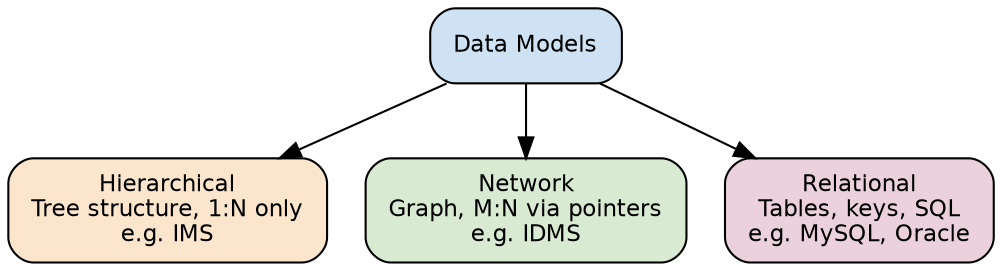 Data Models
Hierarchical
Tree structure, 1:N only
e.g. IMS
Network
Graph, M:N via pointers
e.g. IDMS
Relational
Tables, keys, SQL
e.g. MySQL, Oracle